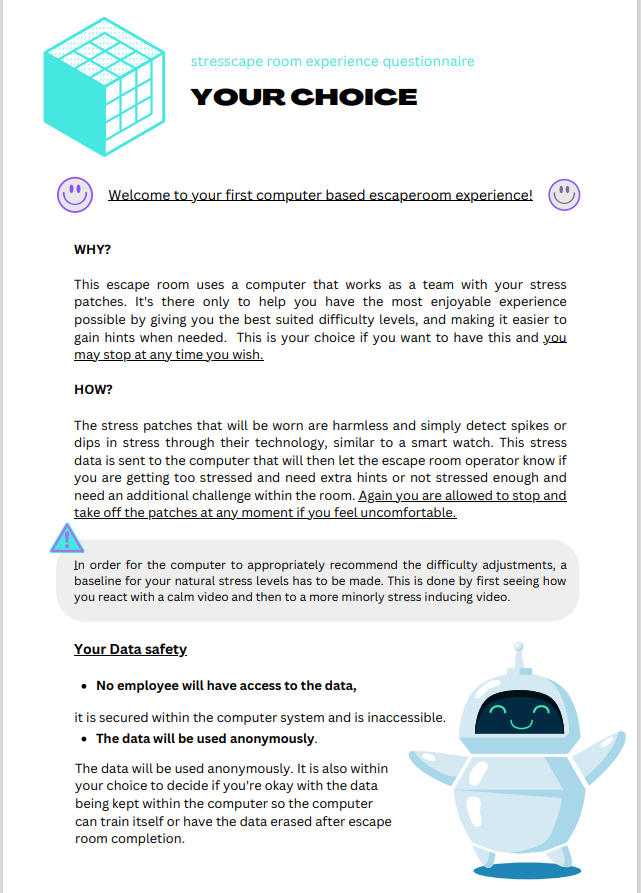 stresscape room experience questionnaire
YOUR CHOICE
Welcome to your first computer based escaperoom experience!
WHY?
This escape room uses a computer that works as a team with your stress
patches. It's there only to help you have the most enjoyable experience
possible by giving you the best suited difficulty levels, and making it easier to
gain hints when needed.  This is your choice if you want to have this and you
may stop at any time you wish.
HOW?
The stress patches that will be worn are harmless and simply detect spikes or
dips in stress through their technology, similar to a smart watch. This stress
data is sent to the computer that will then let the escape room operator know if
you are getting too stressed and need extra hints or not stressed enough and
need an additional challenge within the room. Again you are allowed to stop and
take off the patches at any moment if you feel uncomfortable.
In order for the computer to appropriately recommend the difficulty adjustments, a
baseline for your natural stress levels has to be made. This is done by first seeing how
you react with a calm video and then to a more minorly stress inducing video.
Your Data safety
• No employee will have access to the data,
it is secured within the computer system and is inaccessible.
• The data will be used anonymously.
The data will be used anonymously. It is also within
your choice to decide if you're okay with the data
being kept within the computer so the computer
can train itself or have the data erased after escape
room completion.